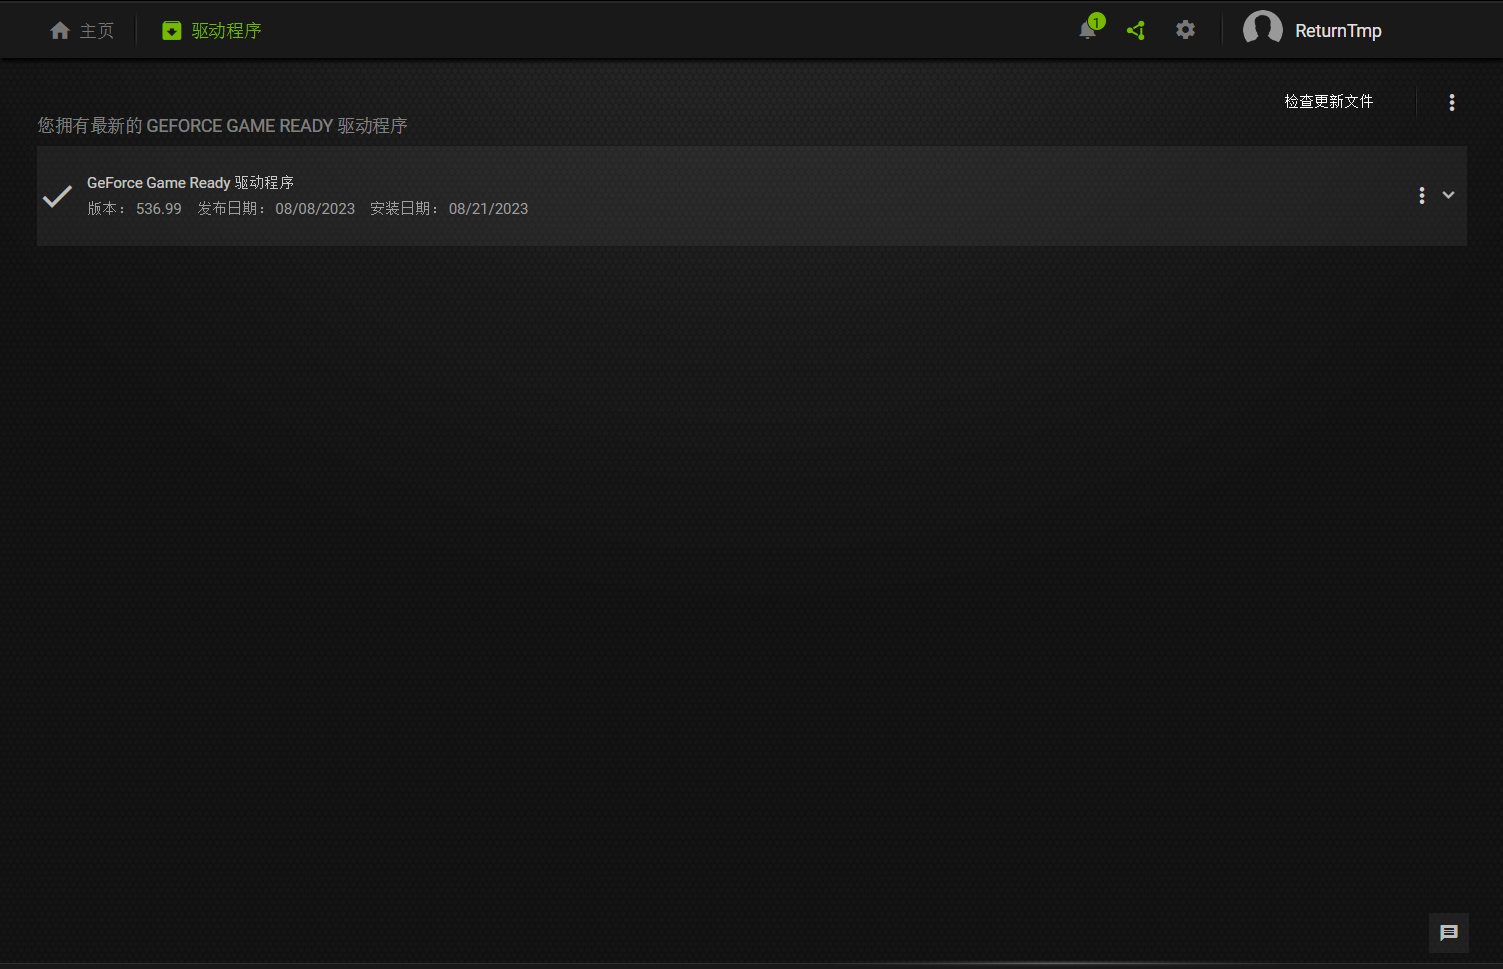 主页 驱动程序 1 ReturnTmp
检查更新文件
您拥有最新的 GEFORCE GAME READY 驱动程序
GeForce Game Ready 驱动程序
版本： 536.99 发布日期： 08/08/2023 安装日期： 08/21/2023